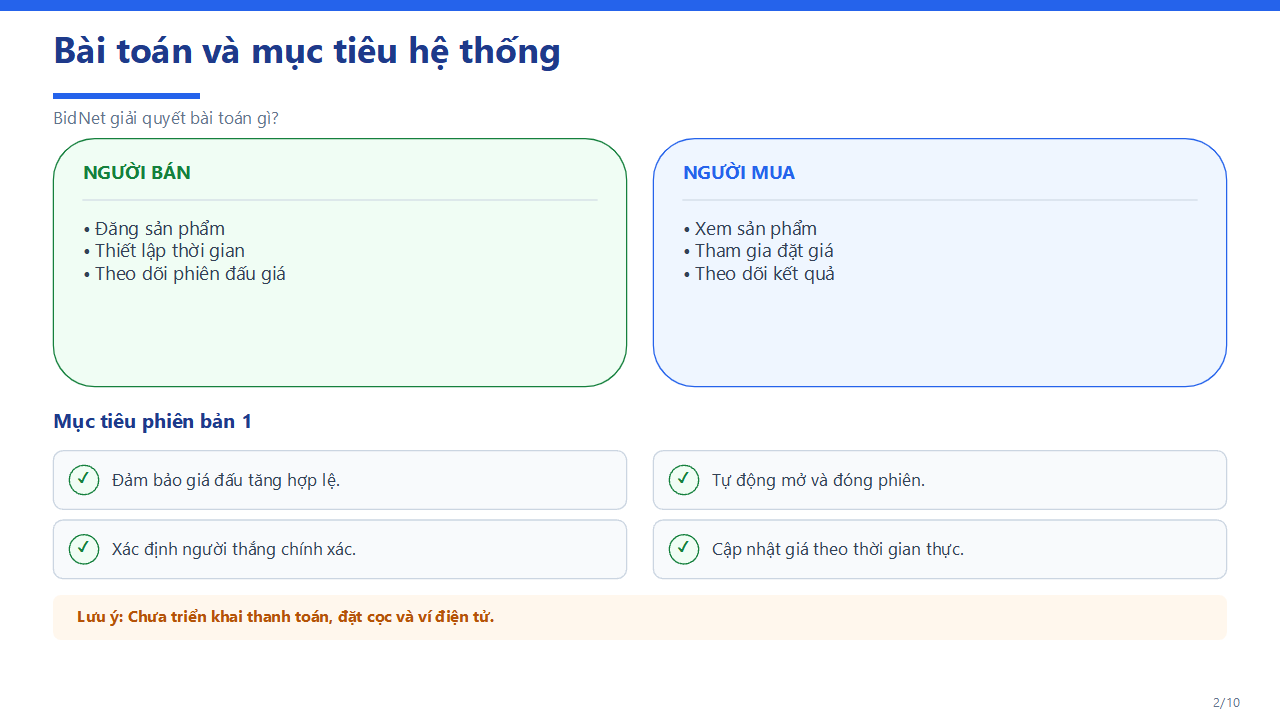 Bài toán và mục tiêu hệ thống
BidNet giải quyết bài toán gì?
NGƯỜI BÁN
• Đăng sản phẩm
• Thiết lập thời gian
• Theo dõi phiên đấu giá
NGƯỜI MUA
• Xem sản phẩm
• Tham gia đặt giá
• Theo dõi kết quả
Mục tiêu phiên bản 1
✓ Đảm bảo giá đấu tăng hợp lệ.
✓ Tự động mở và đóng phiên.
✓ Xác định người thắng chính xác.
✓ Cập nhật giá theo thời gian thực.
Lưu ý: Chưa triển khai thanh toán, đặt cọc và ví điện tử.
2/10